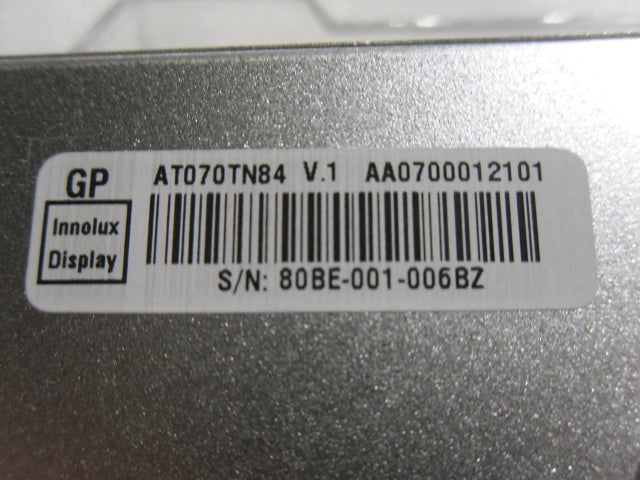 GP AT070TN84 V.1 AA0700012101
Innolux
Display
S/N: 80BE-001-006BZ